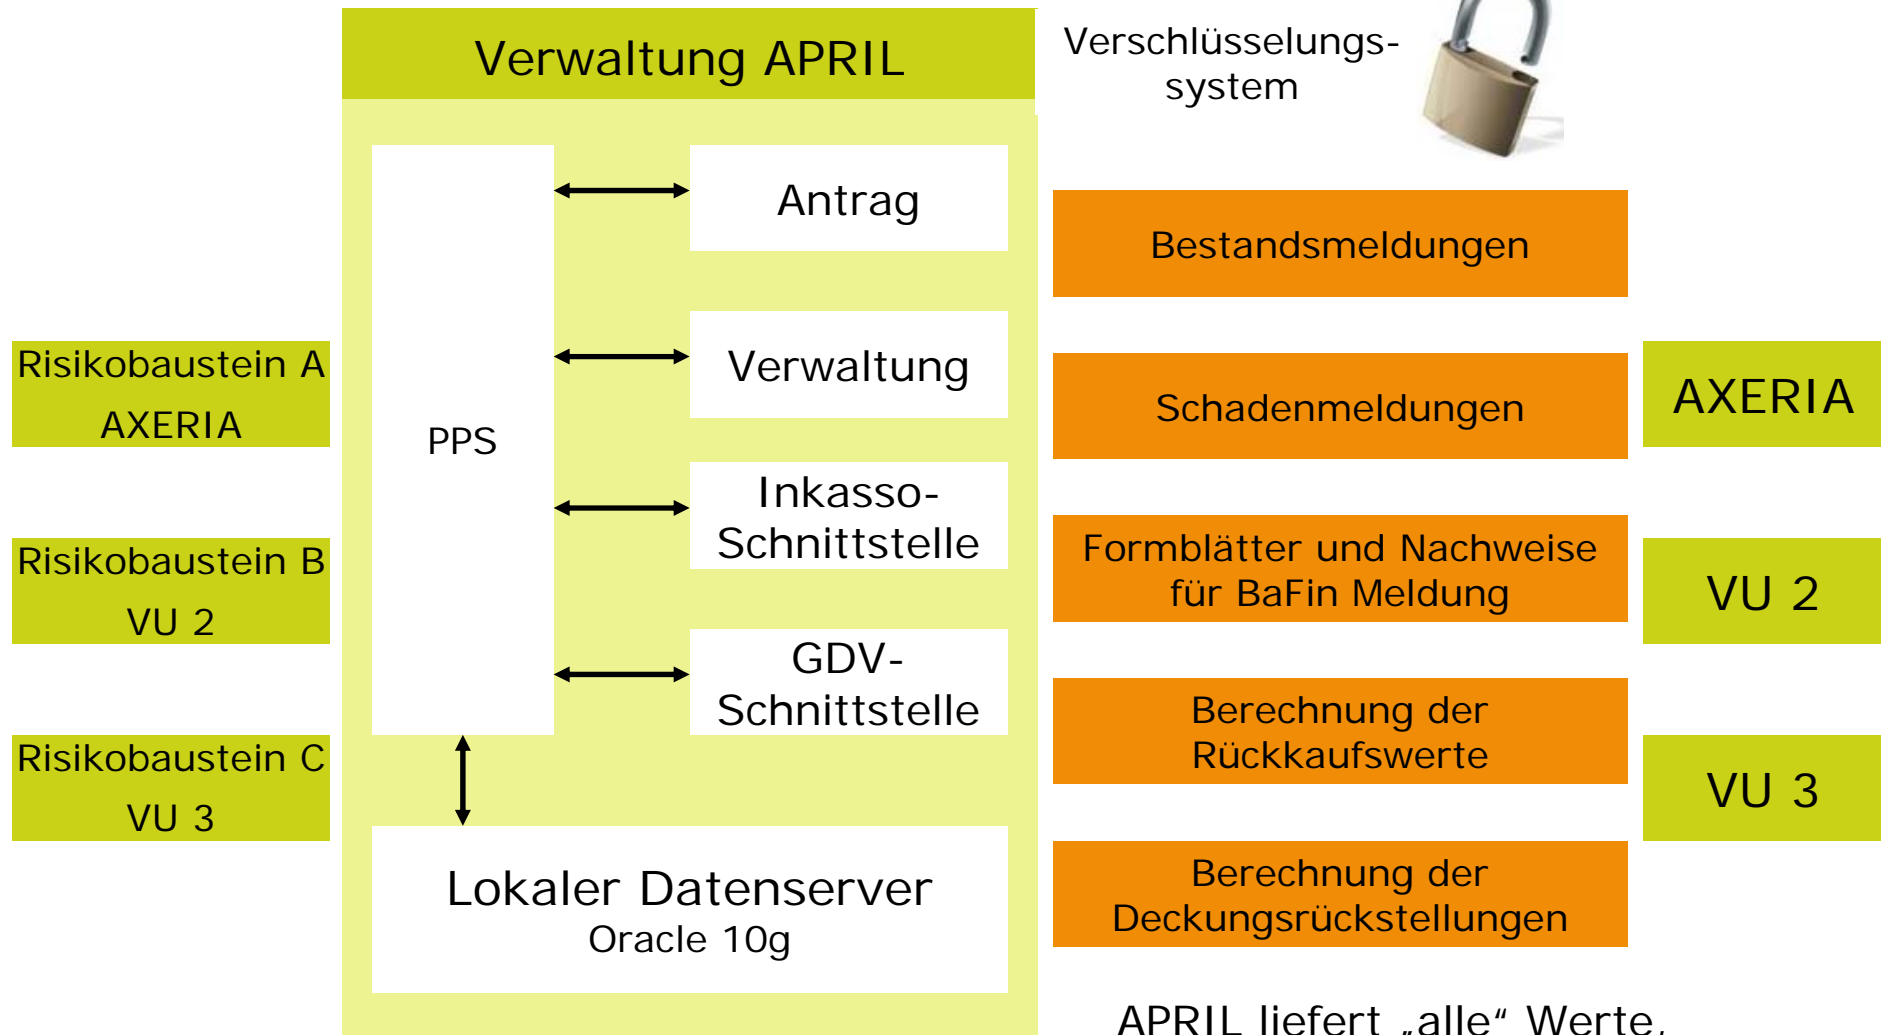 Verwaltung APRIL
Verschlüsselungs-
system
Risikobaustein A
AXERIA
Risikobaustein B
VU 2
Risikobaustein C
VU 3
PPS
Antrag
Verwaltung
Inkasso-
Schnittstelle
GDV-
Schnittstelle
Lokaler Datenserver
Oracle 10g
Bestandsmeldungen
Schadenmeldungen
Formblätter und Nachweise
für BaFin Meldung
Berechnung der
Rückkaufswerte
Berechnung der
Deckungsrückstellungen
AXERIA
VU 2
VU 3
APRIL liefert „alle“ Werte,